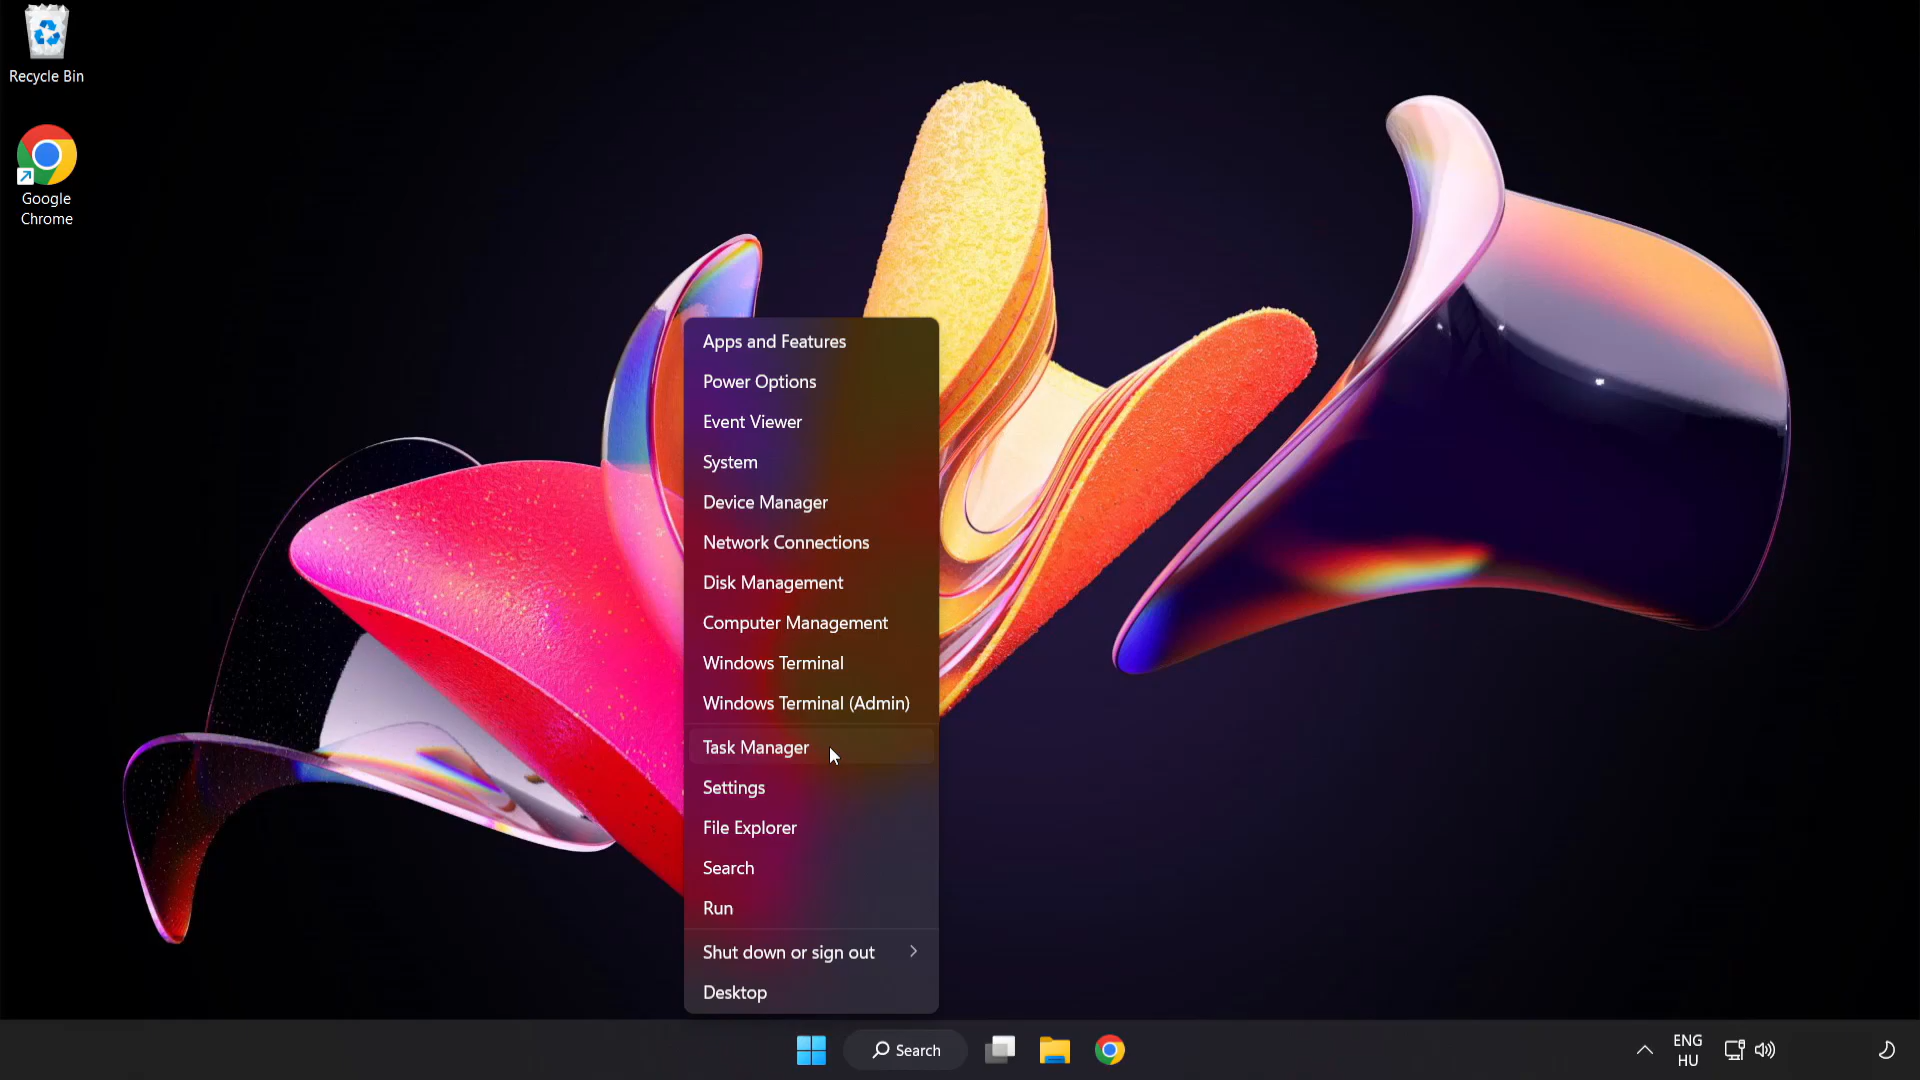 Recycle Bin
Google
Chrome
Apps and Features
Power Options
Event Viewer
System
Device Manager
Network Connections
Disk Management
Computer Management
Windows Terminal
Windows Terminal (Admin)
Task Manager
Settings
File Explorer
Search
Run
Shut down or sign out
Desktop
Search
ENG
HU